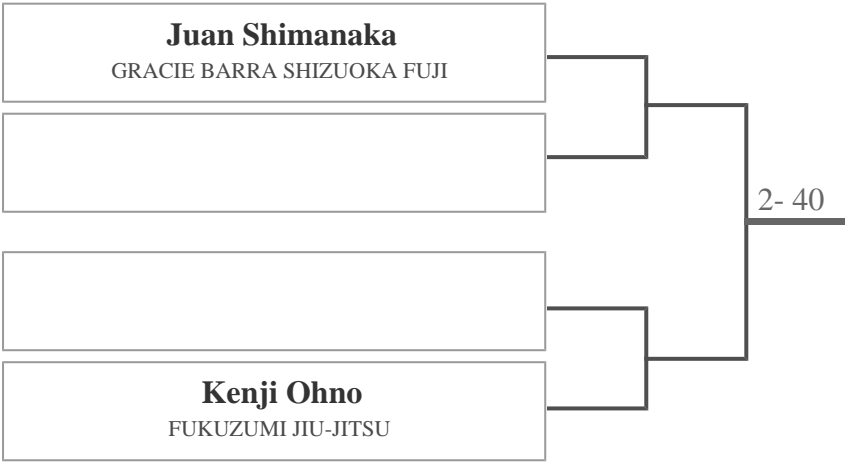 Juan Shimanaka
GRACIE BARRA SHIZUOKA FUJI
2- 40
Kenji Ohno
FUKUZUMI JIU-JITSU